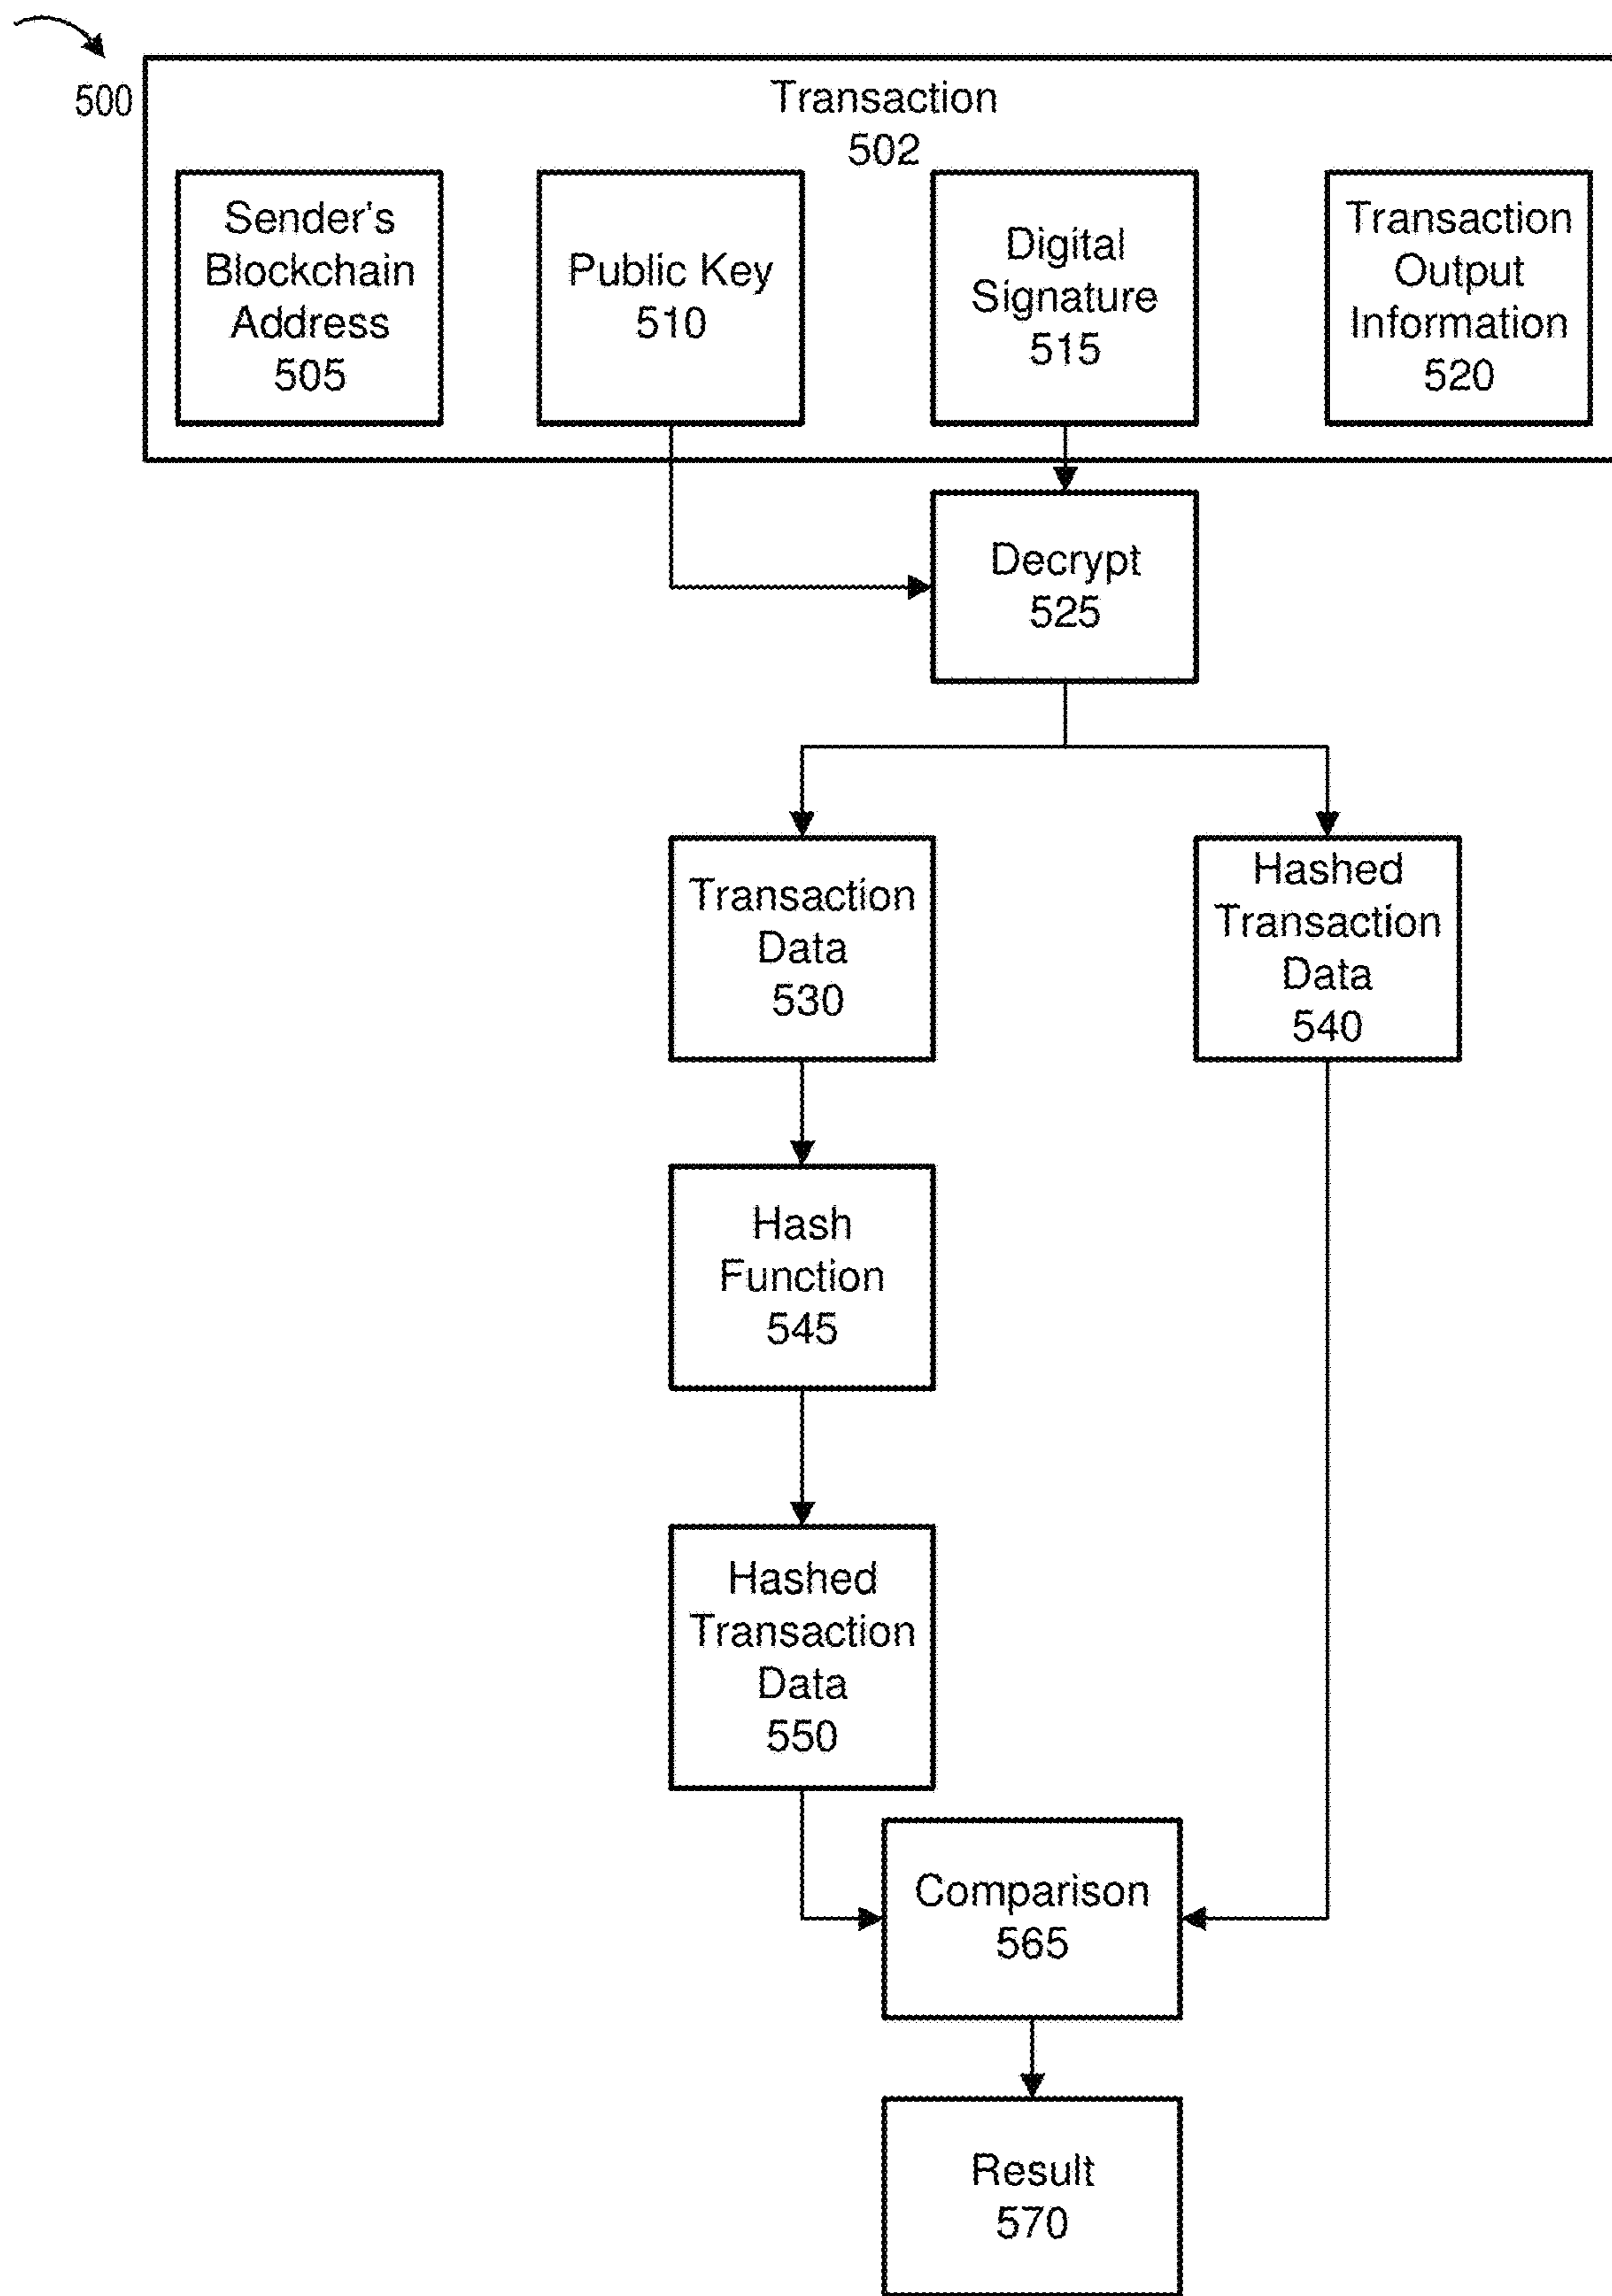 500
Transaction
502
Sender's
Blockchain
Address
505
Public Key
510
Digital
Signature
515
Transaction
Output
Information
520
Decrypt
525
Transaction
Data
530
Hashed
Transaction
Data
540
Hash
Function
545
Hashed
Transaction
Data
550
Comparison
565
Result
570